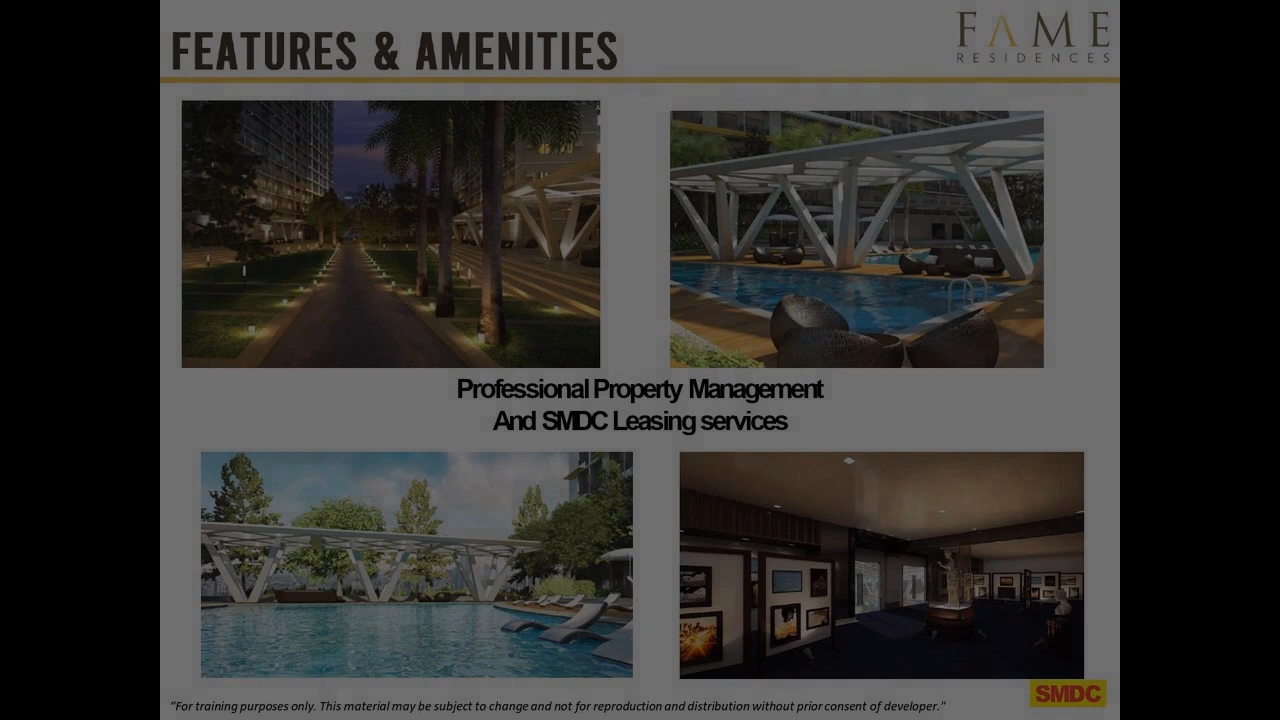 FEATURES & AMENITIES
FAME
RESIDENCES
Professional Property Management
And SMDC Leasing services
SMDC
"For training purposes only. This material may be subject to change and not for reproduction and distribution without prior consent of developer."